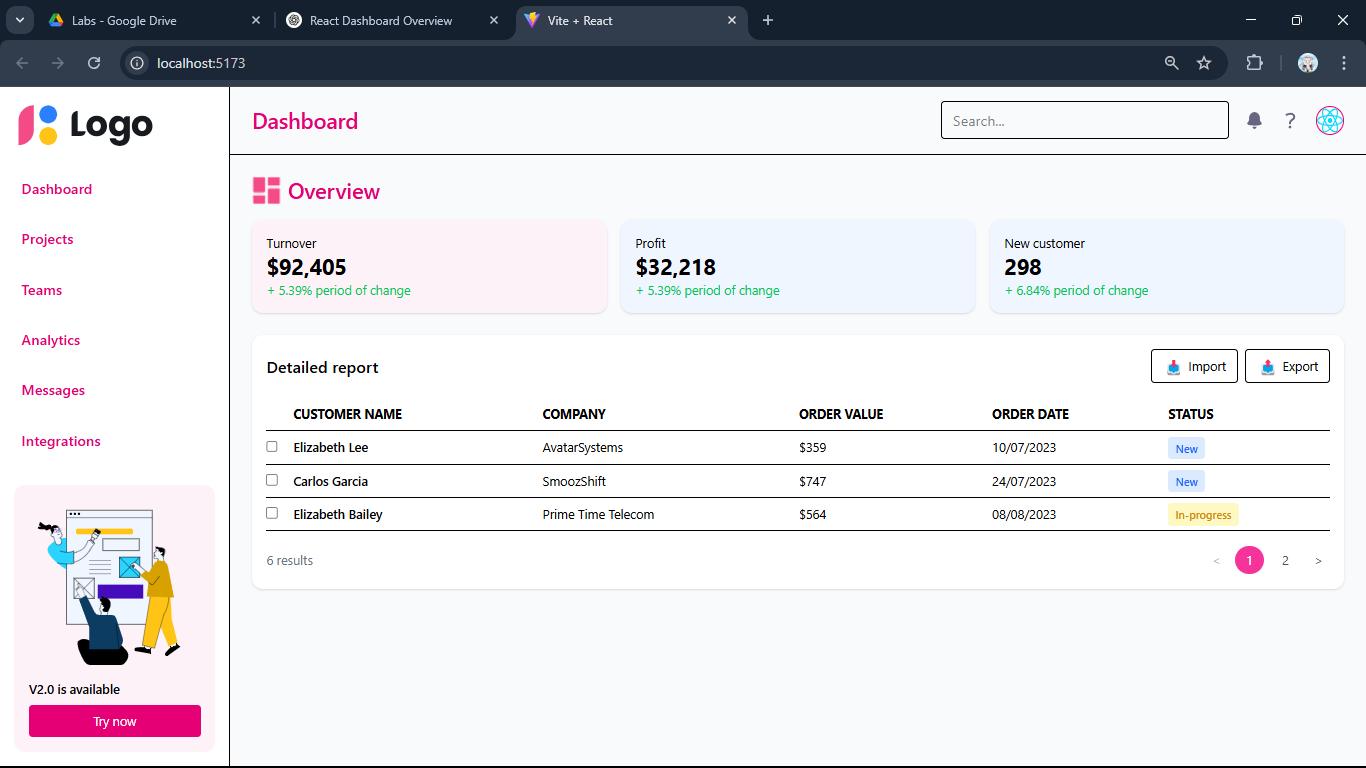 Labs - Google Drive
React Dashboard Overview
Vite + React
localhost:5173
Logo
Dashboard
Projects
Teams
Analytics
Messages
Integrations
V2.0 is available
Try now
Dashboard
Search...
?
Overview
Turnover
$92,405
+ 5.39% period of change
Profit
$32,218
+ 5.39% period of change
New customer
298
+ 6.84% period of change
Detailed report
Import
Export
CUSTOMER NAME COMPANY ORDER VALUE ORDER DATE STATUS
Elizabeth Lee AvatarSystems $359 10/07/2023 New
Carlos Garcia SmoozShift $747 24/07/2023 New
Elizabeth Bailey Prime Time Telecom $564 08/08/2023 In-progress
6 results
< 1 2 >